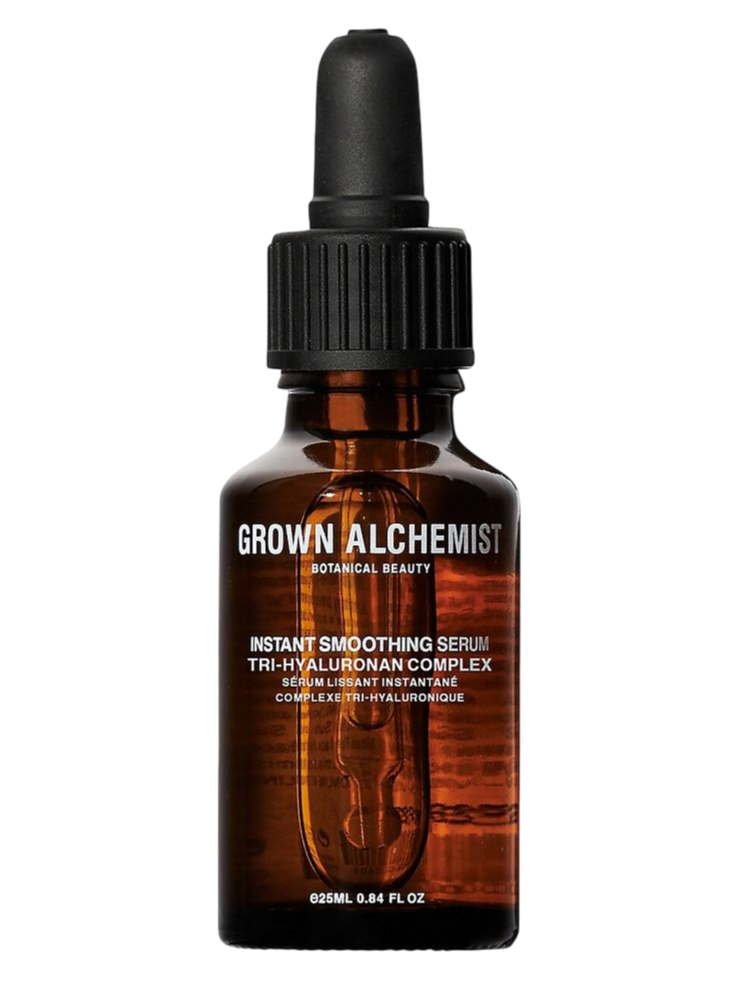 GROWN ALCHEMIST
BOTANICAL BEAUTY
INSTANT SMOOTHING SERUM
TRI-HYALURONAN COMPLEX
SÉRUM LISSANT INSTANTANÉ
COMPLEXE TRI-HYALURONIQUE
℮25ML 0.84 FL OZ